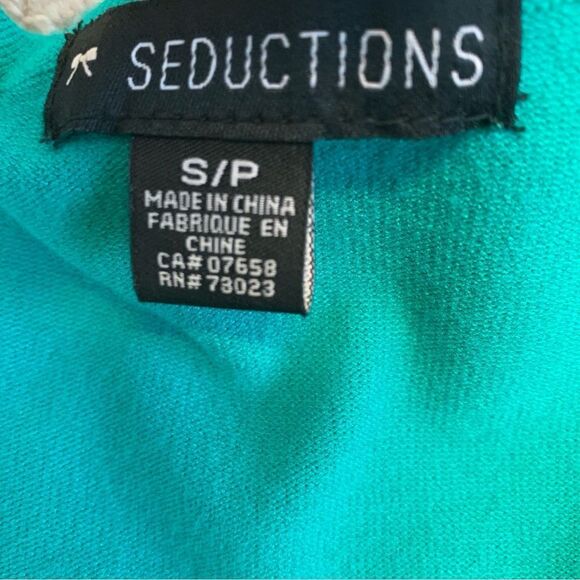 SEDUCTIONS
S/P
MADE IN CHINA
FABRIQUE EN
CHINE
CA# 07658
RN# 73023